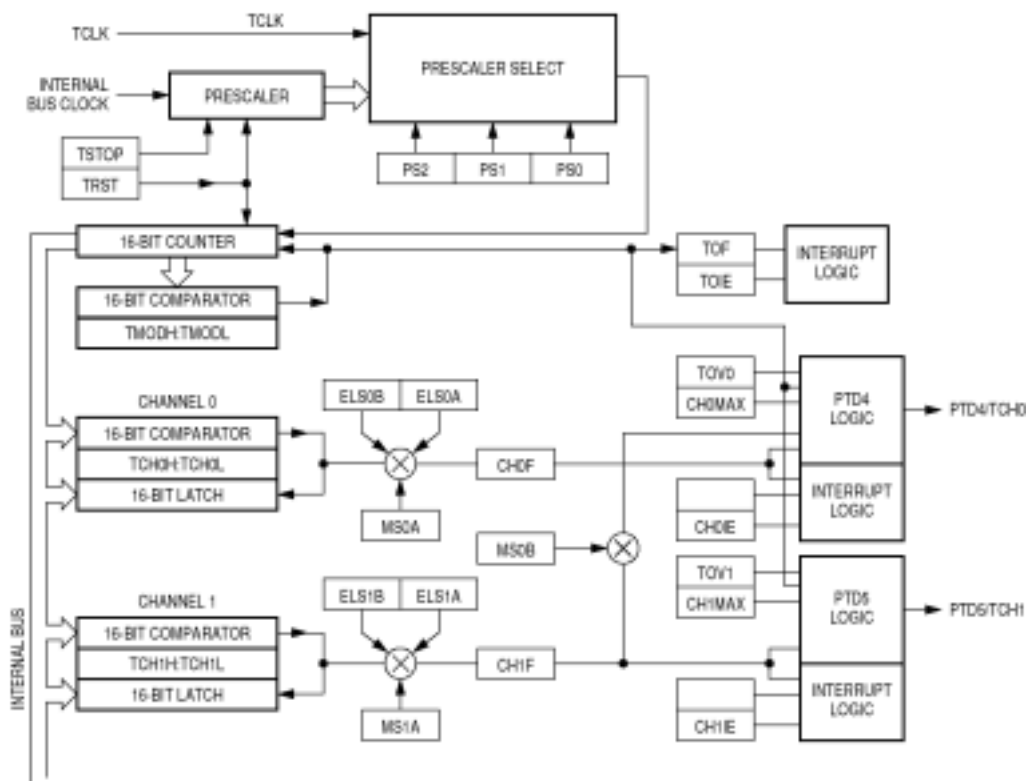 TCLK
TCLK
PRESCALER SELECT
INTERNAL
BUS CLOCK
PRESCALER
TSTOP
TRST
PS2
PS1
PS0
16-BIT COUNTER
TOF
TOIE
INTERRUPT
LOGIC
16-BIT COMPARATOR
TMODH:TMODL
CHANNEL 0
ELS0B
ELS0A
TOV0
CH0MAX
PTD4
LOGIC
PTD4/TCH0
16-BIT COMPARATOR
TCH0H:TCH0L
16-BIT LATCH
CH0F
MS0A
INTERRUPT
LOGIC
CH0IE
MS0B
CHANNEL 1
ELS1B
ELS1A
TOV1
CH1MAX
PTD5
LOGIC
PTD5/TCH1
16-BIT COMPARATOR
TCH1H:TCH1L
16-BIT LATCH
CH1F
MS1A
INTERRUPT
LOGIC
CH1IE
INTERNAL BUS